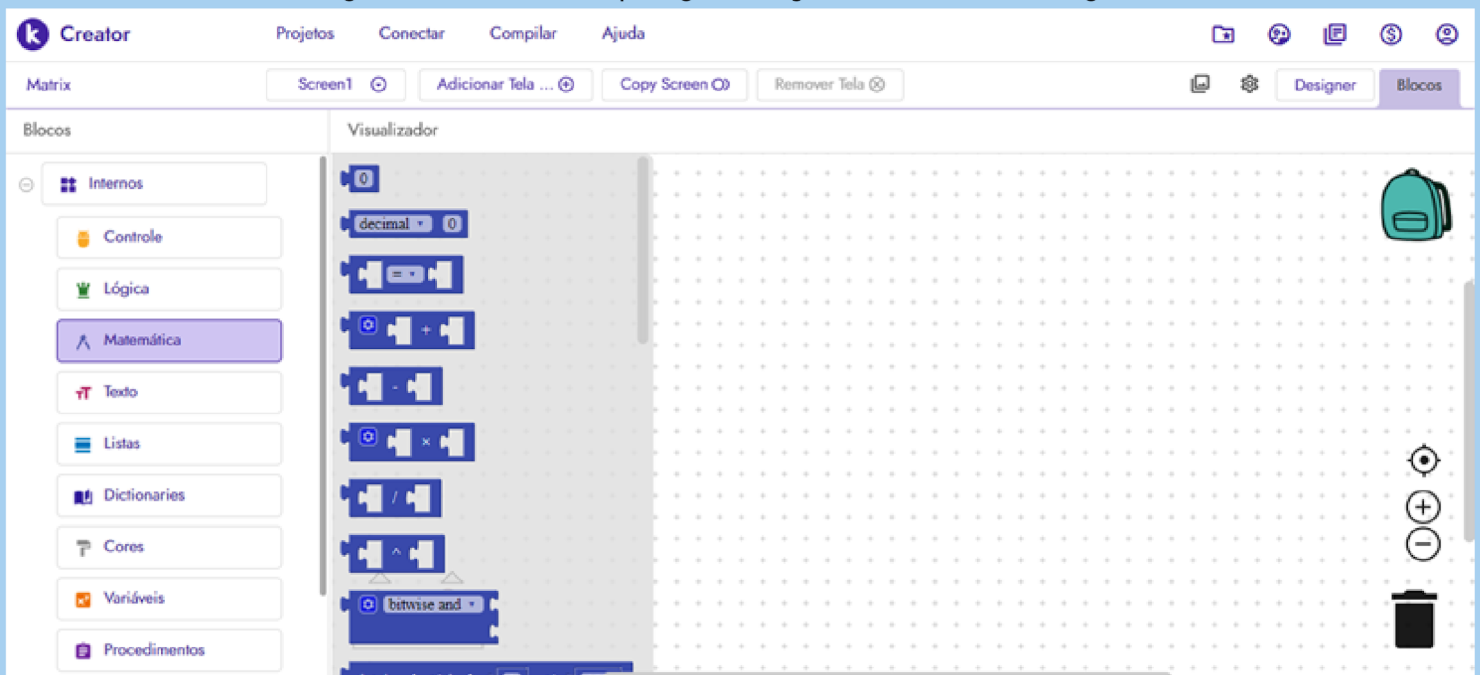 k Creator Projetos Conectar Compilar Ajuda
Matrix Screen1 Adicionar Tela ... Copy Screen Remover Tela Designer Blocos
Blocos Visualizador
Internos
Controle
Lógica
Matemática
Texto
Listas
Dictionaries
Cores
Variáveis
Procedimentos
0
decimal 0
=
+
-
×
/
^
bitwise and